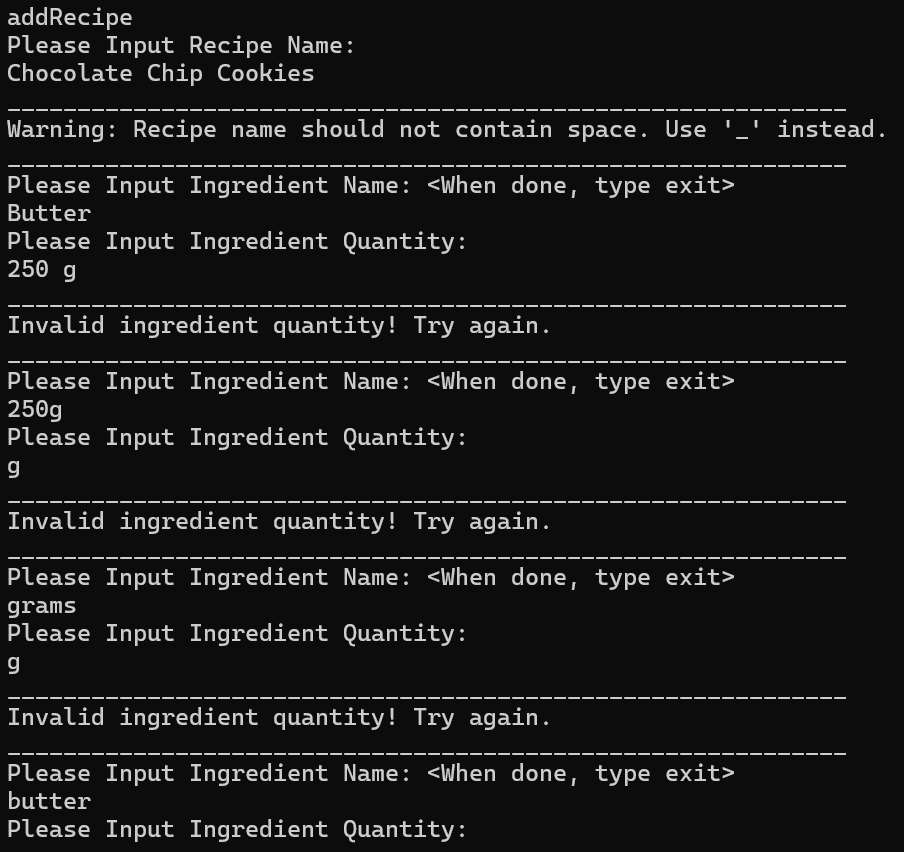 addRecipe
Please Input Recipe Name:
Chocolate Chip Cookies
____________________________________________________________
Warning: Recipe name should not contain space. Use '_' instead.
____________________________________________________________
Please Input Ingredient Name: <When done, type exit>
Butter
Please Input Ingredient Quantity:
250 g
____________________________________________________________
Invalid ingredient quantity! Try again.
____________________________________________________________
Please Input Ingredient Name: <When done, type exit>
250g
Please Input Ingredient Quantity:
g
____________________________________________________________
Invalid ingredient quantity! Try again.
____________________________________________________________
Please Input Ingredient Name: <When done, type exit>
grams
Please Input Ingredient Quantity:
g
____________________________________________________________
Invalid ingredient quantity! Try again.
____________________________________________________________
Please Input Ingredient Name: <When done, type exit>
butter
Please Input Ingredient Quantity: